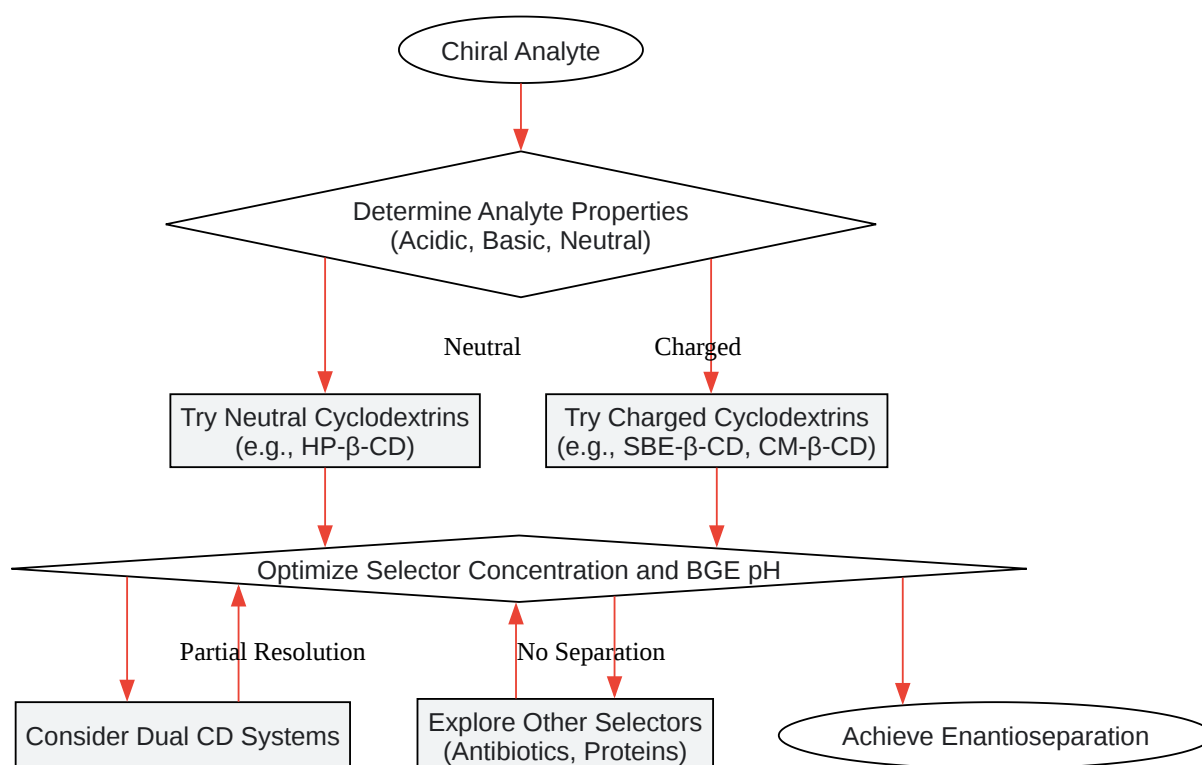 Chiral Analyte
Determine Analyte Properties
(Acidic, Basic, Neutral)
Neutral
Charged
Try Neutral Cyclodextrins
(e.g., HP-β-CD)
Try Charged Cyclodextrins
(e.g., SBE-β-CD, CM-β-CD)
Optimize Selector Concentration and BGE pH
Partial Resolution
No Separation
Consider Dual CD Systems
Explore Other Selectors
(Antibiotics, Proteins)
Achieve Enantioseparation